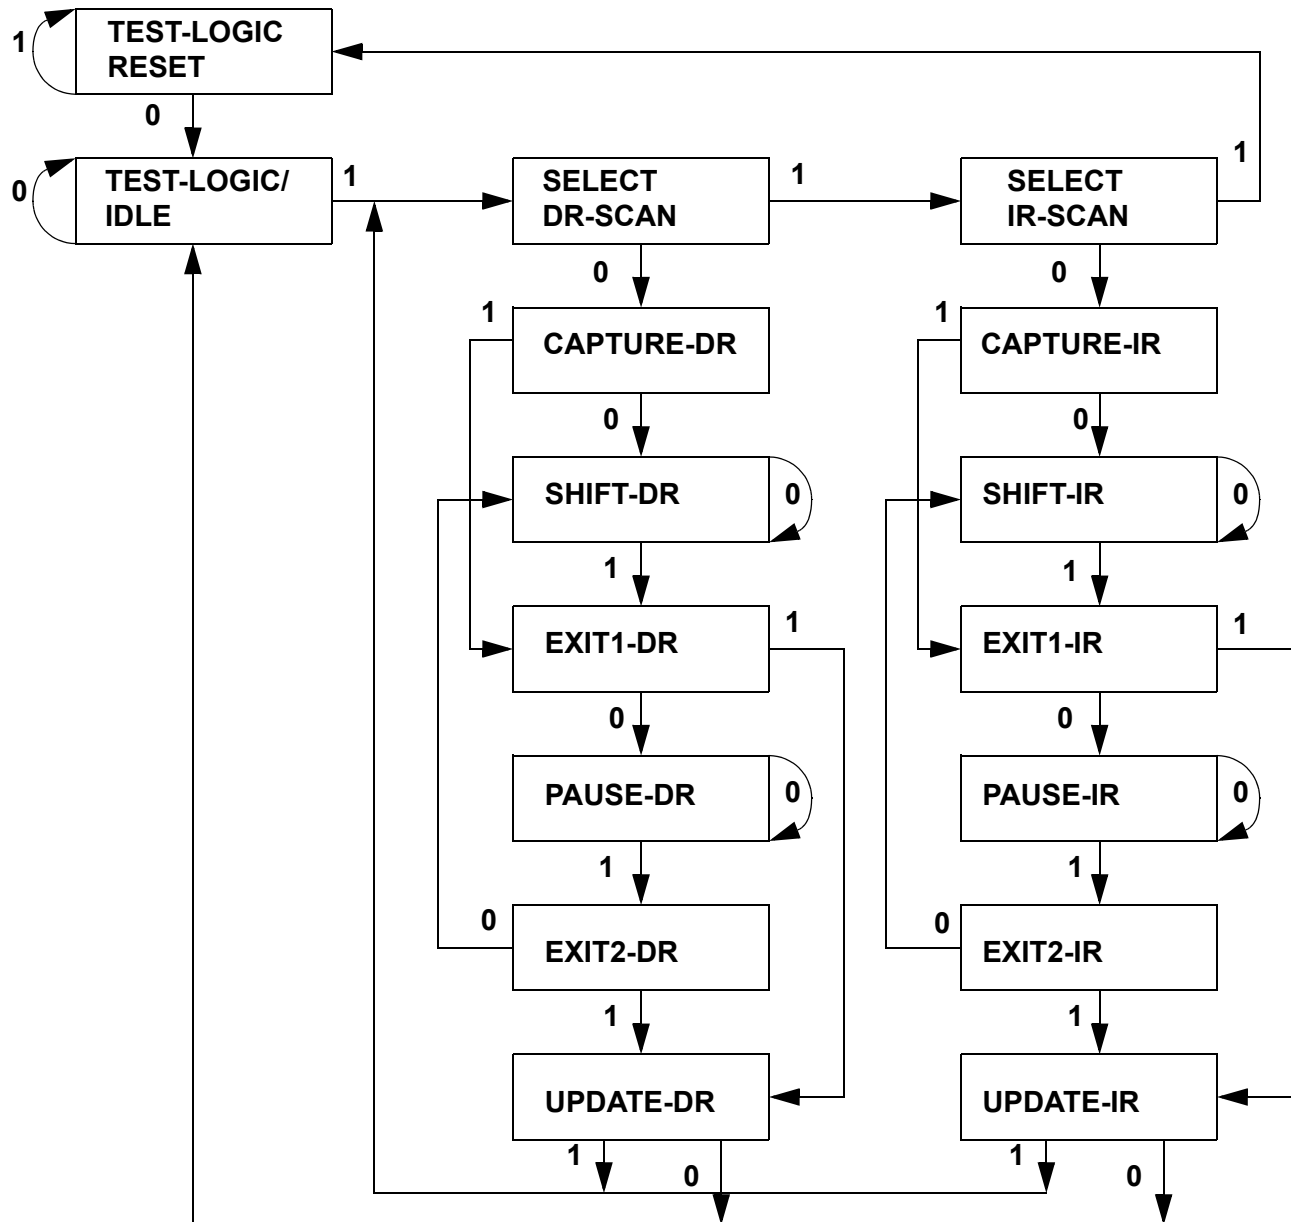 TEST-LOGIC
RESET
1
0
TEST-LOGIC/
IDLE
0
1
SELECT
DR-SCAN
1
SELECT
IR-SCAN
1
0
0
1
CAPTURE-DR
1
CAPTURE-IR
0
0
SHIFT-DR
0
SHIFT-IR
0
1
1
EXIT1-DR
1
EXIT1-IR
1
0
0
PAUSE-DR
0
PAUSE-IR
0
1
1
0
EXIT2-DR
0
EXIT2-IR
1
1
UPDATE-DR
UPDATE-IR
1
0
1
0